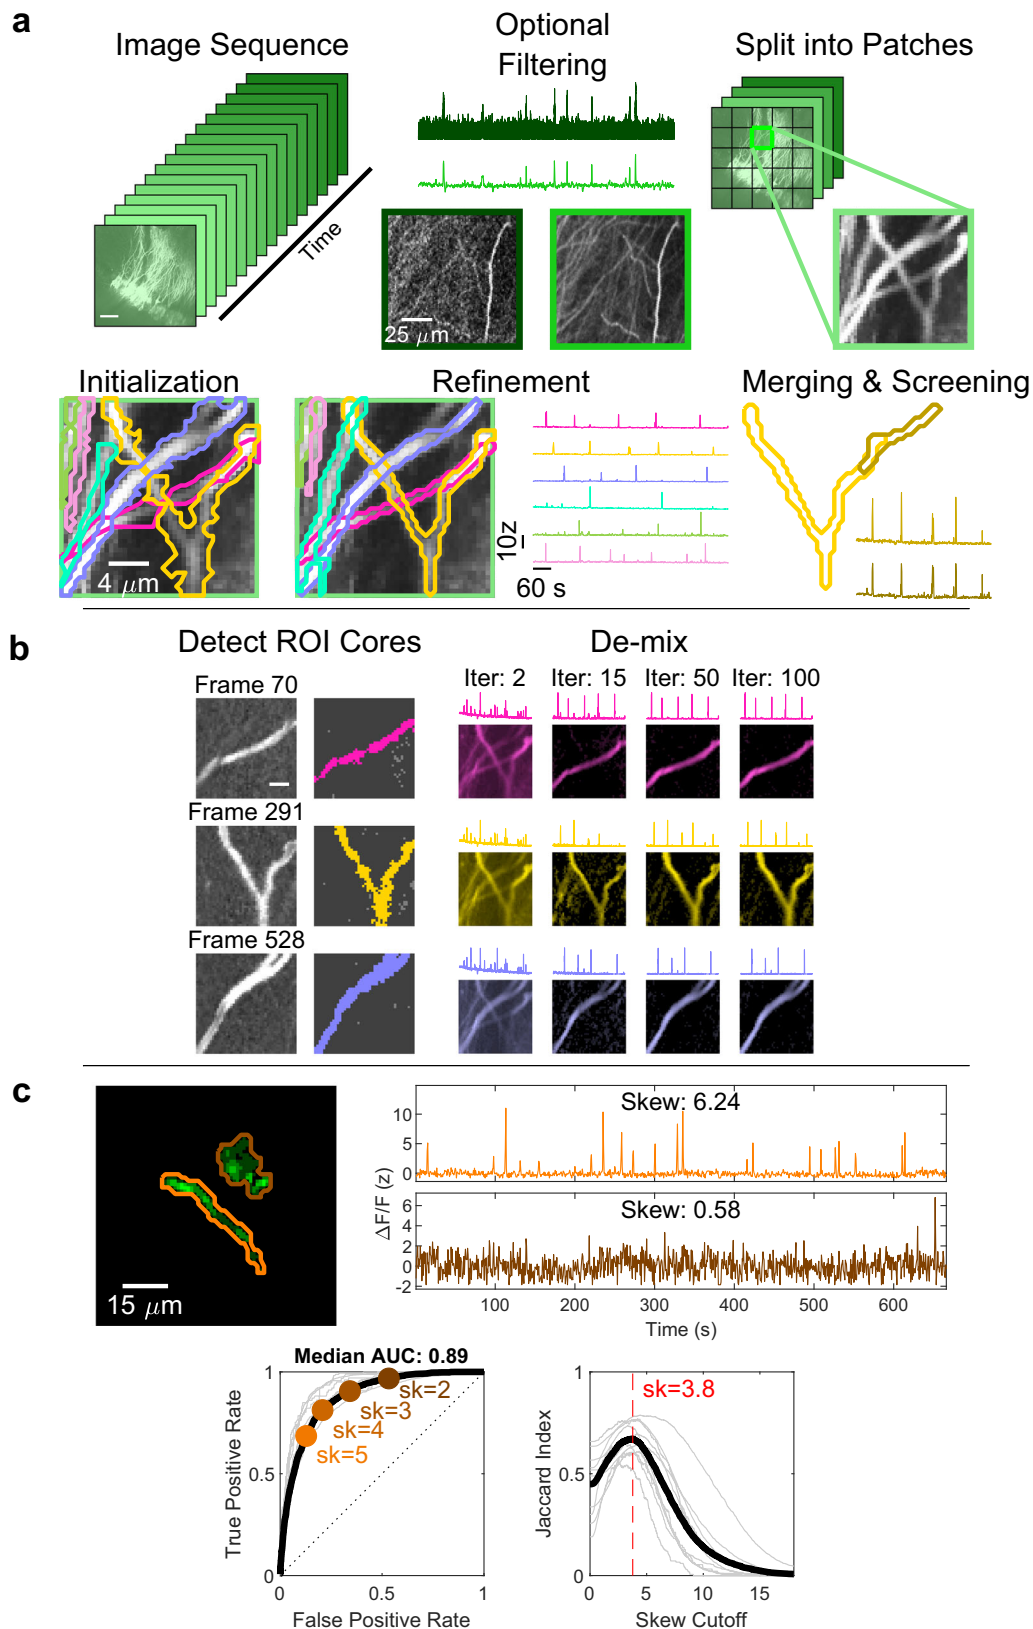 a
Image Sequence
Optional
Filtering
Split into Patches
Time
25 μm
Initialization
Refinement
Merging & Screening
4 μm
10z
60 s
b
Detect ROI Cores
De-mix
Frame 70
Iter: 2
Iter: 15
Iter: 50
Iter: 100
Frame 291
Frame 528
c
15 μm
Skew: 6.24
10
5
0
ΔF/F (z)
Skew: 0.58
6
4
2
0
-2
100
200
300
400
500
600
Time (s)
Median AUC: 0.89
1
0.5
0
True Positive Rate
sk=2
sk=3
sk=4
sk=5
0
0.5
1
False Positive Rate
1
0.5
0
Jaccard Index
sk=3.8
0
5
10
15
Skew Cutoff